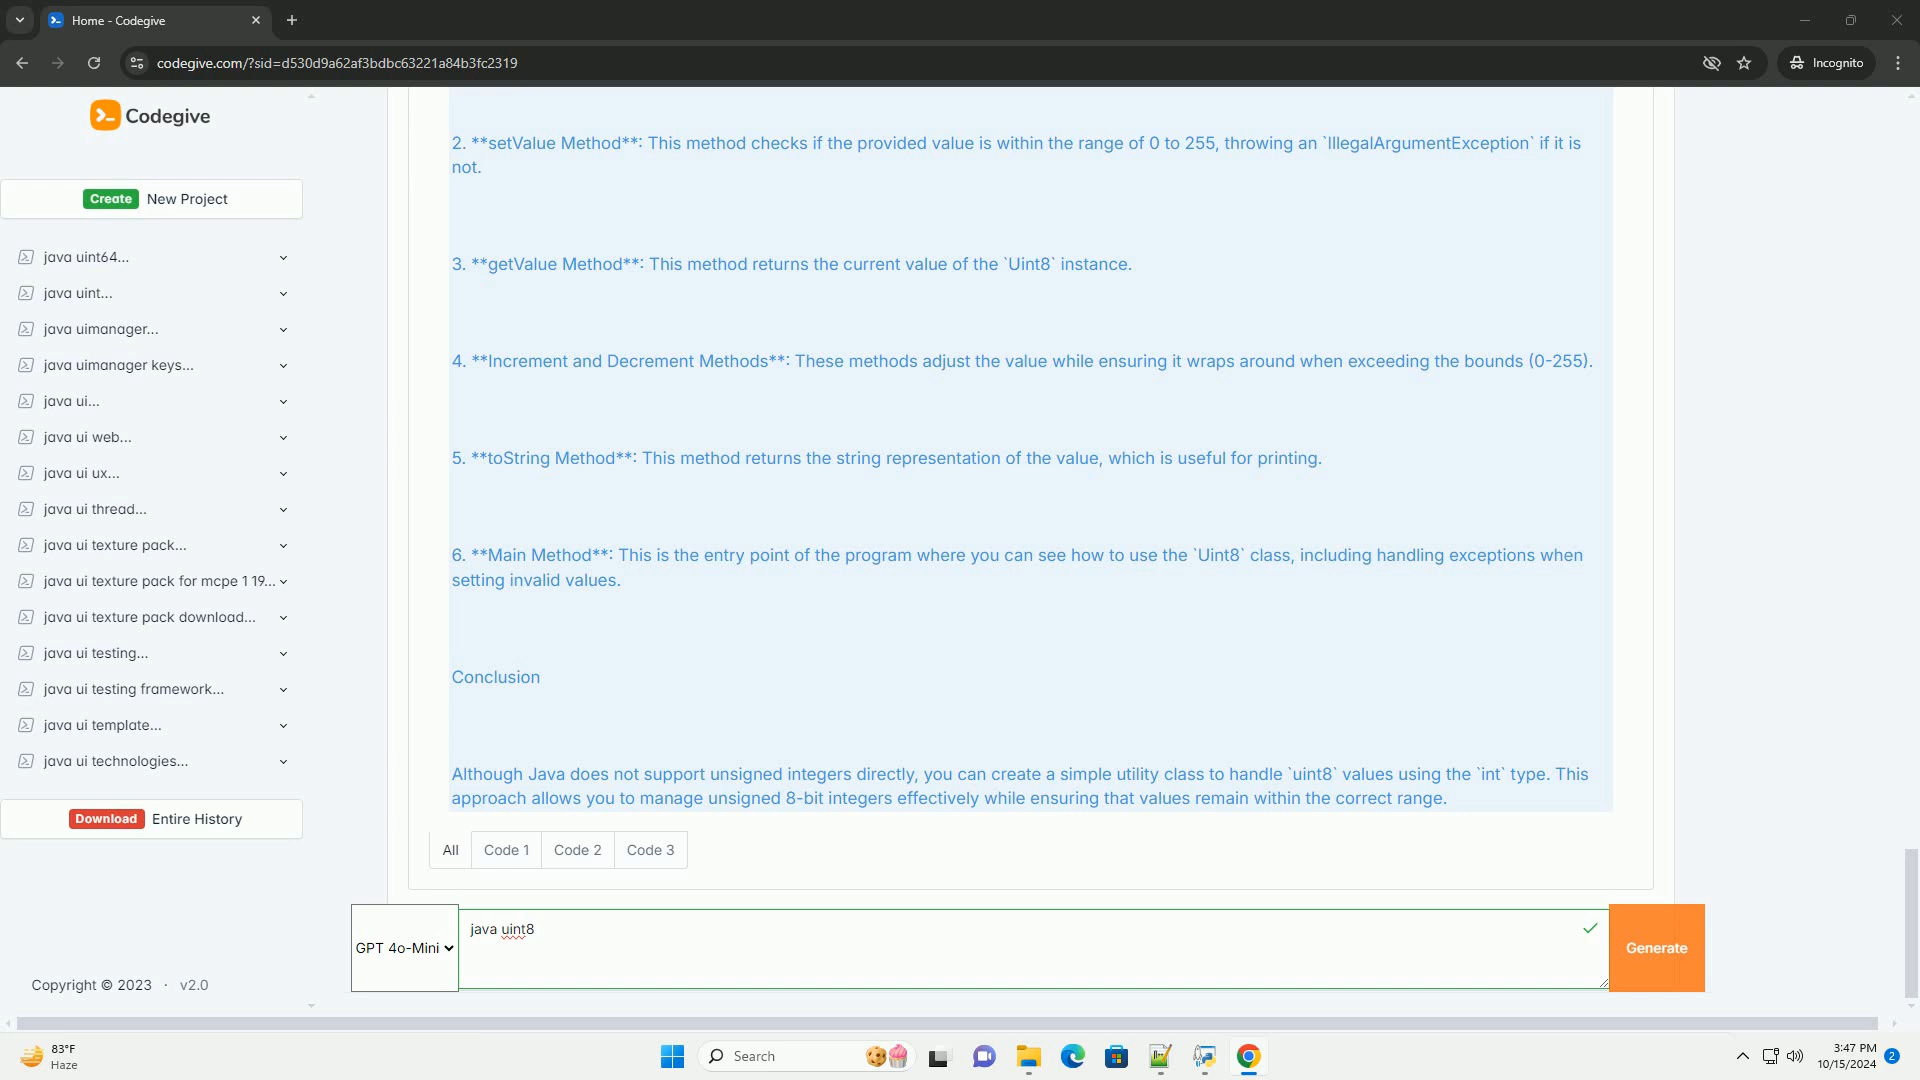 Home - Codegive
codegive.com/?sid=d530d9a62af3bdbc63221a84b3fc2319
Incognito
Codegive
Create New Project
java uint64...
java uint...
java uimanager...
java uimanager keys...
java ui...
java ui web...
java ui ux...
java ui thread...
java ui texture pack...
java ui texture pack for mcpe 1 19...
java ui texture pack download...
java ui testing...
java ui testing framework...
java ui template...
java ui technologies...
Download Entire History
Copyright © 2023 · v2.0
2. **setValue Method**: This method checks if the provided value is within the range of 0 to 255, throwing an `IllegalArgumentException` if it is
not.
3. **getValue Method**: This method returns the current value of the `Uint8` instance.
4. **Increment and Decrement Methods**: These methods adjust the value while ensuring it wraps around when exceeding the bounds (0-255).
5. **toString Method**: This method returns the string representation of the value, which is useful for printing.
6. **Main Method**: This is the entry point of the program where you can see how to use the `Uint8` class, including handling exceptions when
setting invalid values.
Conclusion
Although Java does not support unsigned integers directly, you can create a simple utility class to handle `uint8` values using the `int` type. This
approach allows you to manage unsigned 8-bit integers effectively while ensuring that values remain within the correct range.
All Code 1 Code 2 Code 3
GPT 4o-Mini
java uint8
Generate
83°F
Haze
Search
3:47 PM
10/15/2024
2